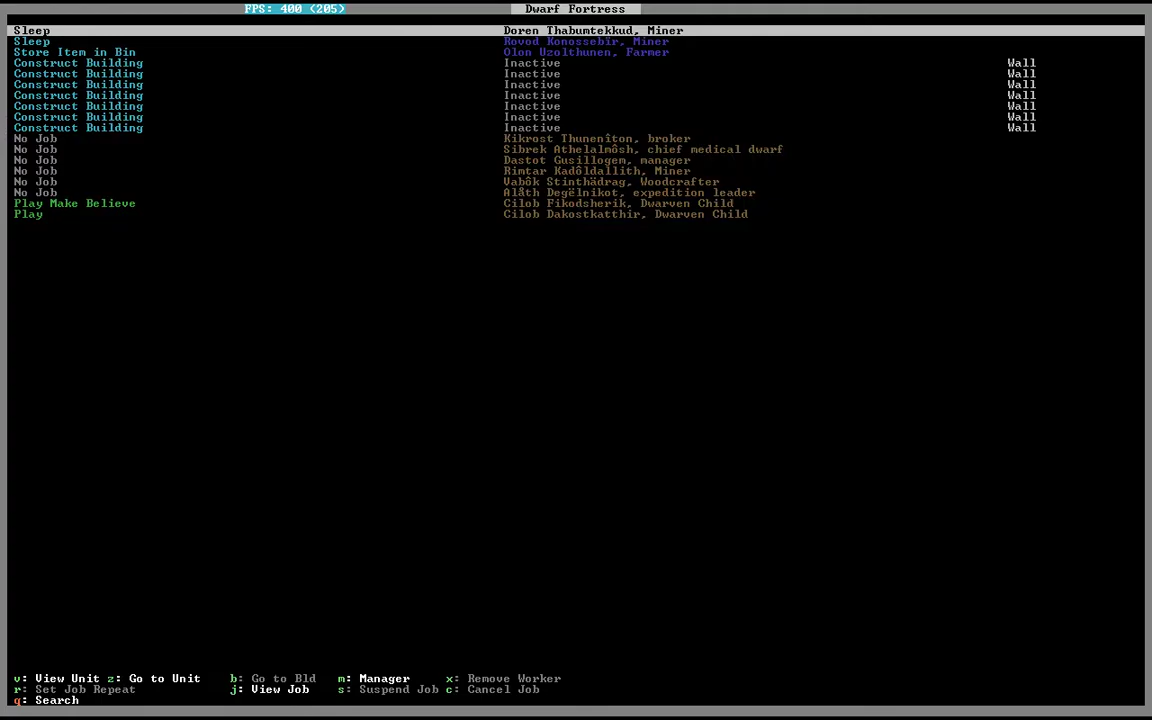 FPS: 400 (205) Dwarf Fortress
Sleep Doren Thabumtekkud, Miner
Sleep Rovod Konossebîr, Miner
Store Item in Bin Olon Uzolthunen, Farmer
Construct Building Inactive Wall
Construct Building Inactive Wall
Construct Building Inactive Wall
Construct Building Inactive Wall
Construct Building Inactive Wall
Construct Building Inactive Wall
Construct Building Inactive Wall
No Job Kikrost Thunenîton, broker
No Job Sibrek Athelalmôsh, chief medical dwarf
No Job Dastot Gusillogem, manager
No Job Rimtar Kadôldallith, Miner
No Job Vabôk Stinthädrag, Woodcrafter
No Job Alåth Degëlnikot, expedition leader
Play Make Believe Cilob Fikodsherik, Dwarven Child
Play Cilob Dakostkatthir, Dwarven Child
v: View Unit z: Go to Unit b: Go to Bld m: Manager x: Remove Worker
r: Set Job Repeat j: View Job s: Suspend Job c: Cancel Job
q: Search